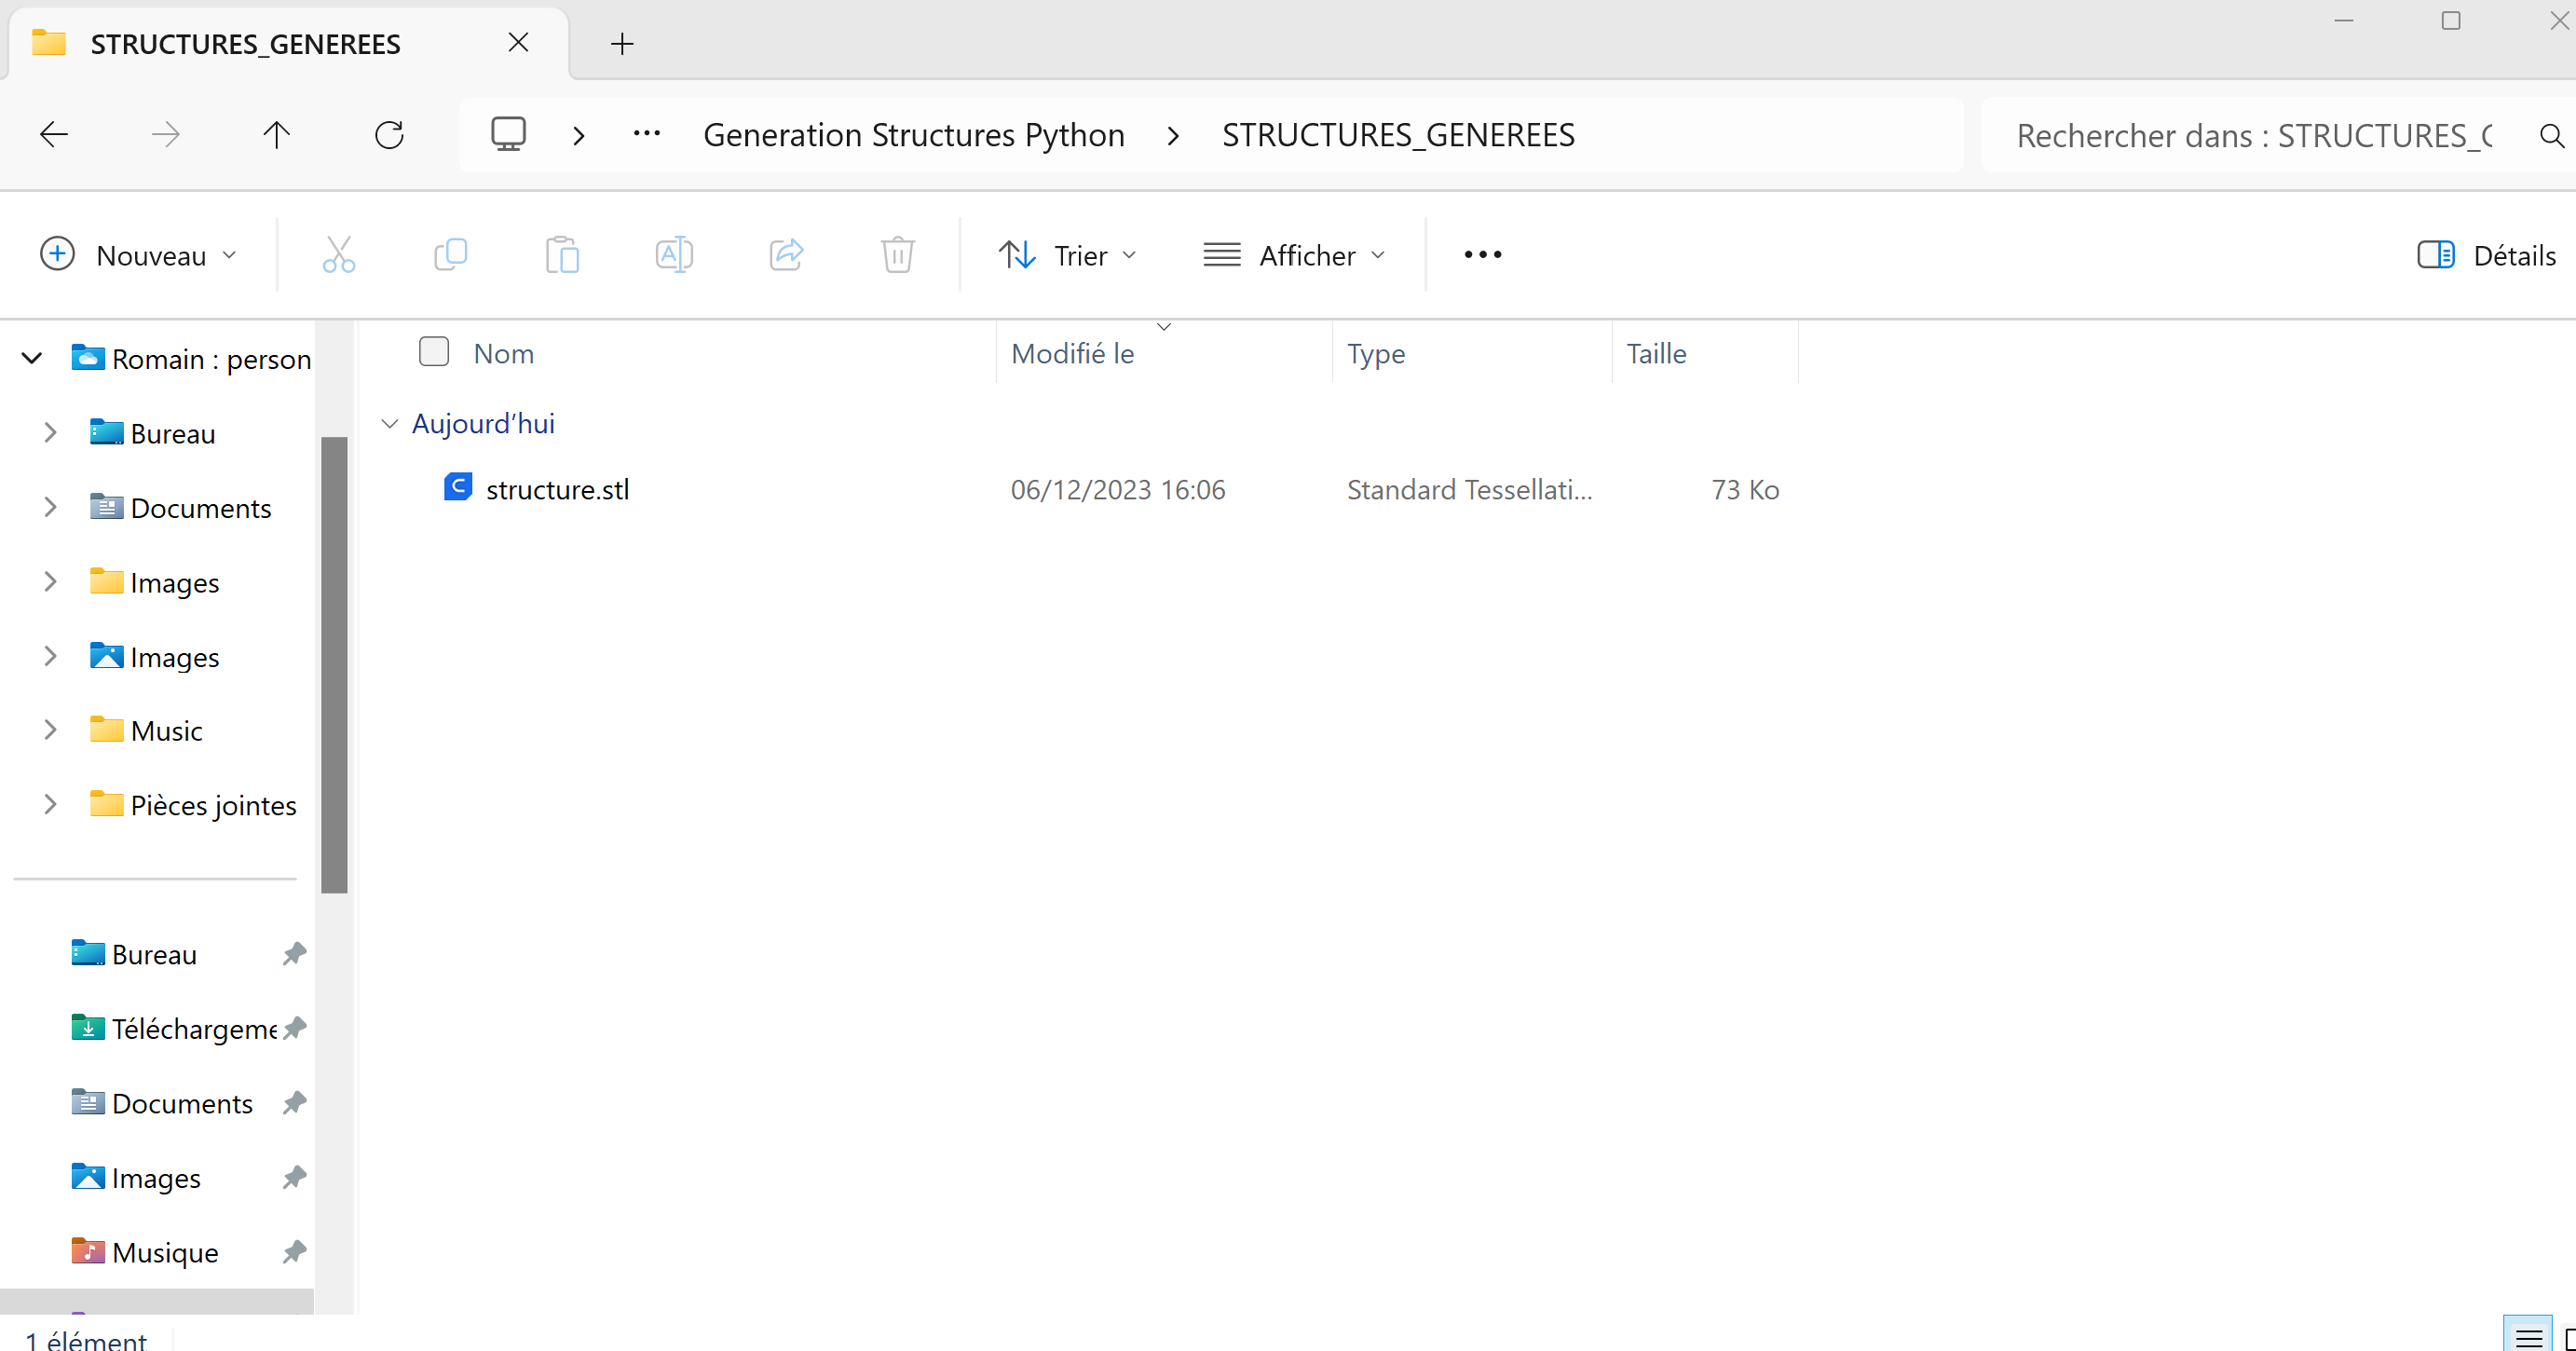 STRUCTURES_GENEREES
Generation Structures Python STRUCTURES_GENEREES
Rechercher dans : STRUCTURES_
Nouveau Trier Afficher Détails
Nom Modifié le Type Taille
Aujourd’hui
structure.stl 06/12/2023 16:06 Standard Tessellati... 73 Ko
Romain : person
Bureau
Documents
Images
Images
Music
Pièces jointes
Bureau
Téléchargeme
Documents
Images
Musique
1 élément